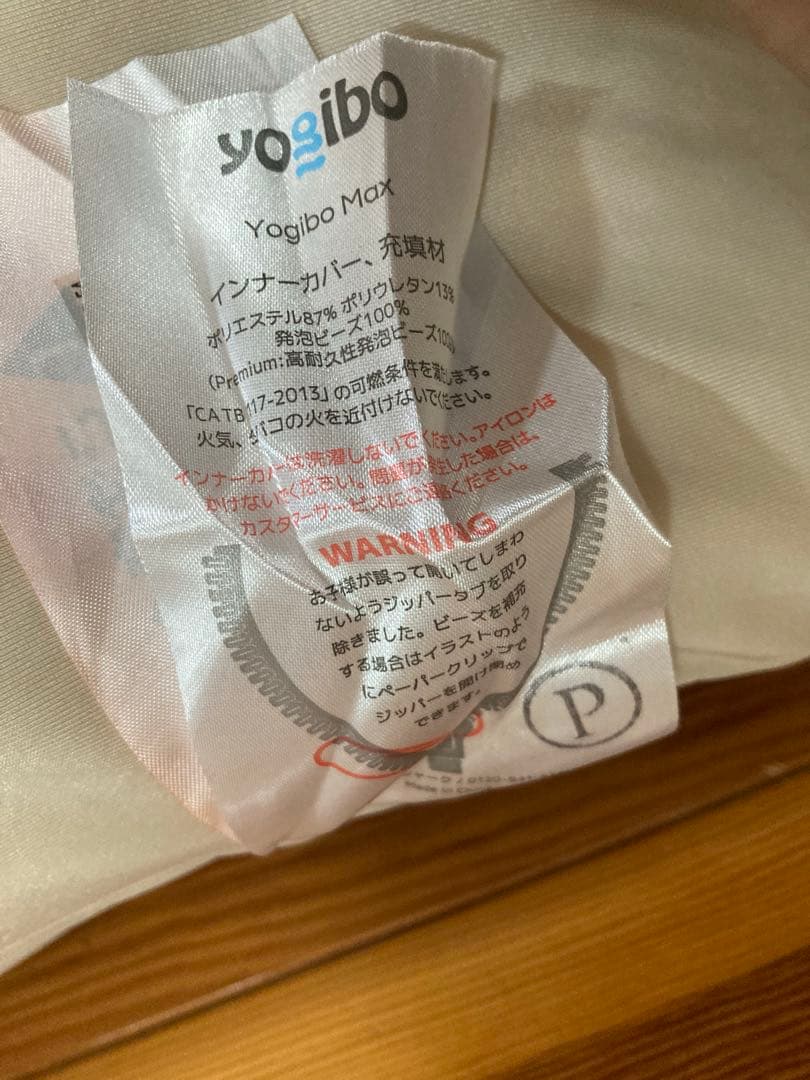 yogibo
Yogibo Max
インナーカバー、充填材
ポリエステル87% ポリウレタン13%
発泡ビーズ100%
(Premium:高耐久性発泡ビーズ100
「CA TB 117-2013」の可燃条件を満たします。
火気、タバコの火を近付けないでください。
インナーカバーは洗濯しないでください。アイロンは
かけないでください。問題が発生した場合は、
カスタマーサービスにご連絡ください。
WARNING
お子様が誤って開いてしまわ
ないようジッパータブを取り
除きました。ビーズを補充
する場合はイラストのよう
にペーパークリップで
ジッパーを開け閉め
できます。
P